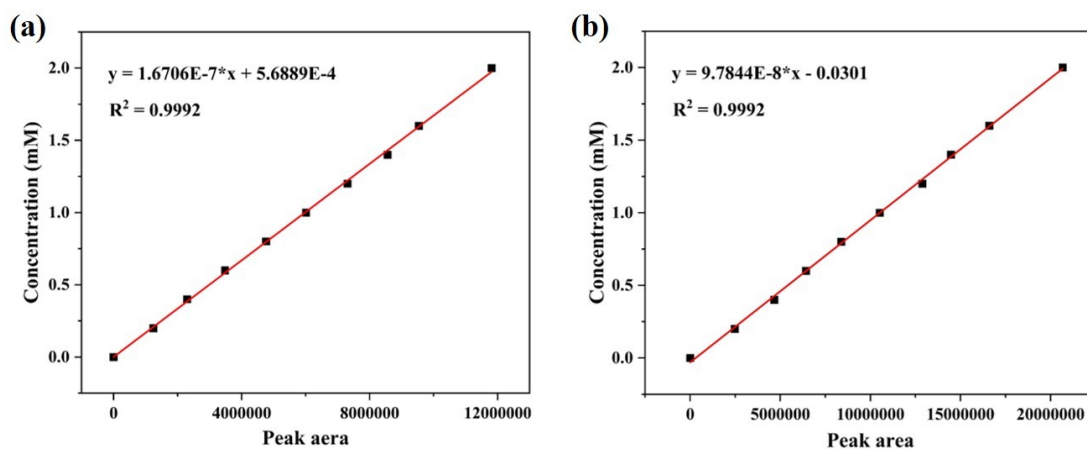 (a)
y = 1.6706E-7*x + 5.6889E-4
R² = 0.9992
Concentration (mM)
2.0
1.5
1.0
0.5
0.0
0 4000000 8000000 12000000
Peak aera
(b)
y = 9.7844E-8*x - 0.0301
R² = 0.9992
Concentration (mM)
2.0
1.5
1.0
0.5
0.0
0 5000000 10000000 15000000 20000000
Peak area